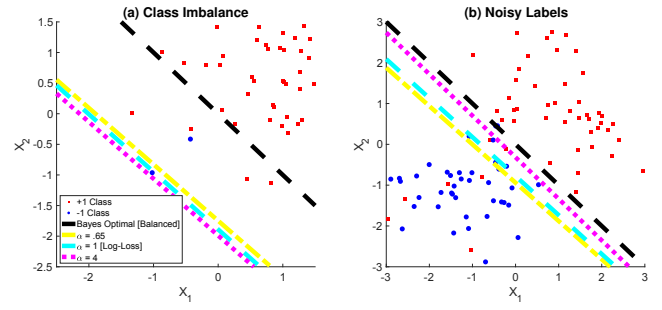 (a) Class Imbalance
1.5
1
0.5
0
-0.5
-1
-1.5
-2
-2.5
X2
-2
-1
0
1
X1
+1 Class
-1 Class
Bayes Optimal [Balanced]
α = .65
α = 1 [Log-Loss]
α = 4
(b) Noisy Labels
3
2
1
0
-1
-2
-3
X2
-3
-2
-1
0
1
2
3
X1